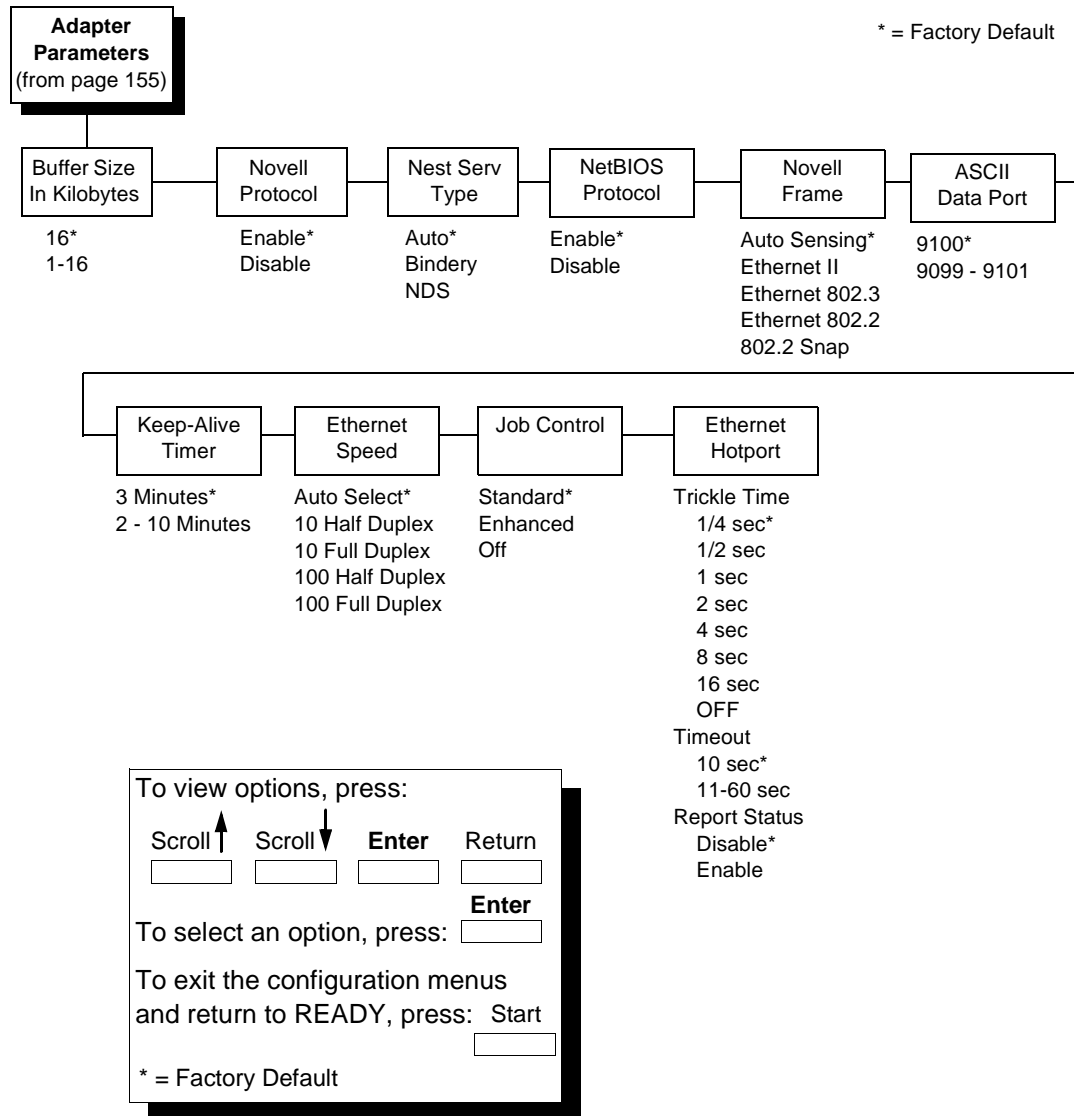 Adapter
Parameters
(from page 155)
* = Factory Default
Buffer Size
In Kilobytes
16*
1-16
Novell
Protocol
Enable*
Disable
Nest Serv
Type
Auto*
Bindery
NDS
NetBIOS
Protocol
Enable*
Disable
Novell
Frame
Auto Sensing*
Ethernet II
Ethernet 802.3
Ethernet 802.2
802.2 Snap
ASCII
Data Port
9100*
9099 - 9101
Keep-Alive
Timer
3 Minutes*
2 - 10 Minutes
Ethernet
Speed
Auto Select*
10 Half Duplex
10 Full Duplex
100 Half Duplex
100 Full Duplex
Job Control
Standard*
Enhanced
Off
Ethernet
Hotport
Trickle Time
1/4 sec*
1/2 sec
1 sec
2 sec
4 sec
8 sec
16 sec
OFF
Timeout
10 sec*
11-60 sec
Report Status
Disable*
Enable
To view options, press:
Scroll Scroll Enter Return
Enter
To select an option, press:
To exit the configuration menus
and return to READY, press: Start
* = Factory Default